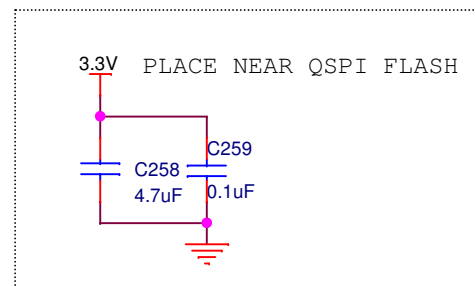 3.3V PLACE NEAR QSPI FLASH
C259
C258
4.7uF 0.1uF